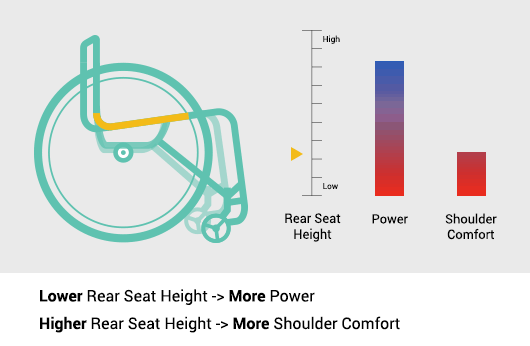 High
Low
Rear Seat
Height
Power
Shoulder
Comfort
Lower Rear Seat Height -> More Power
Higher Rear Seat Height -> More Shoulder Comfort